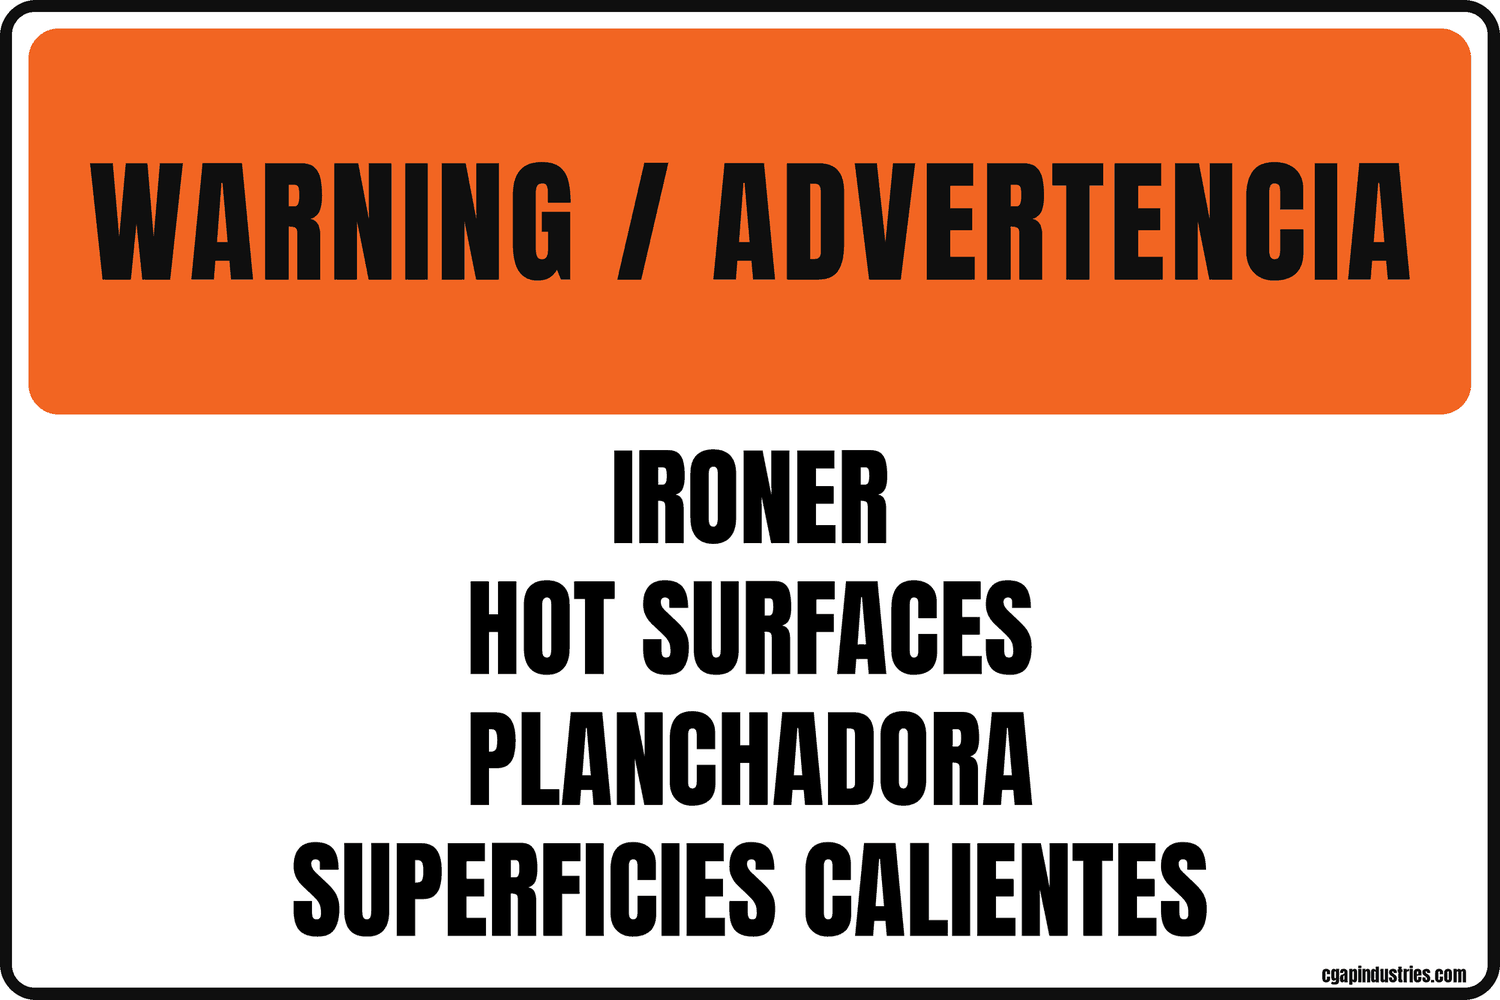 WARNING / ADVERTENCIA
IRONER
HOT SURFACES
PLANCHADORA
SUPERFICIES CALIENTES
cgapindustries.com